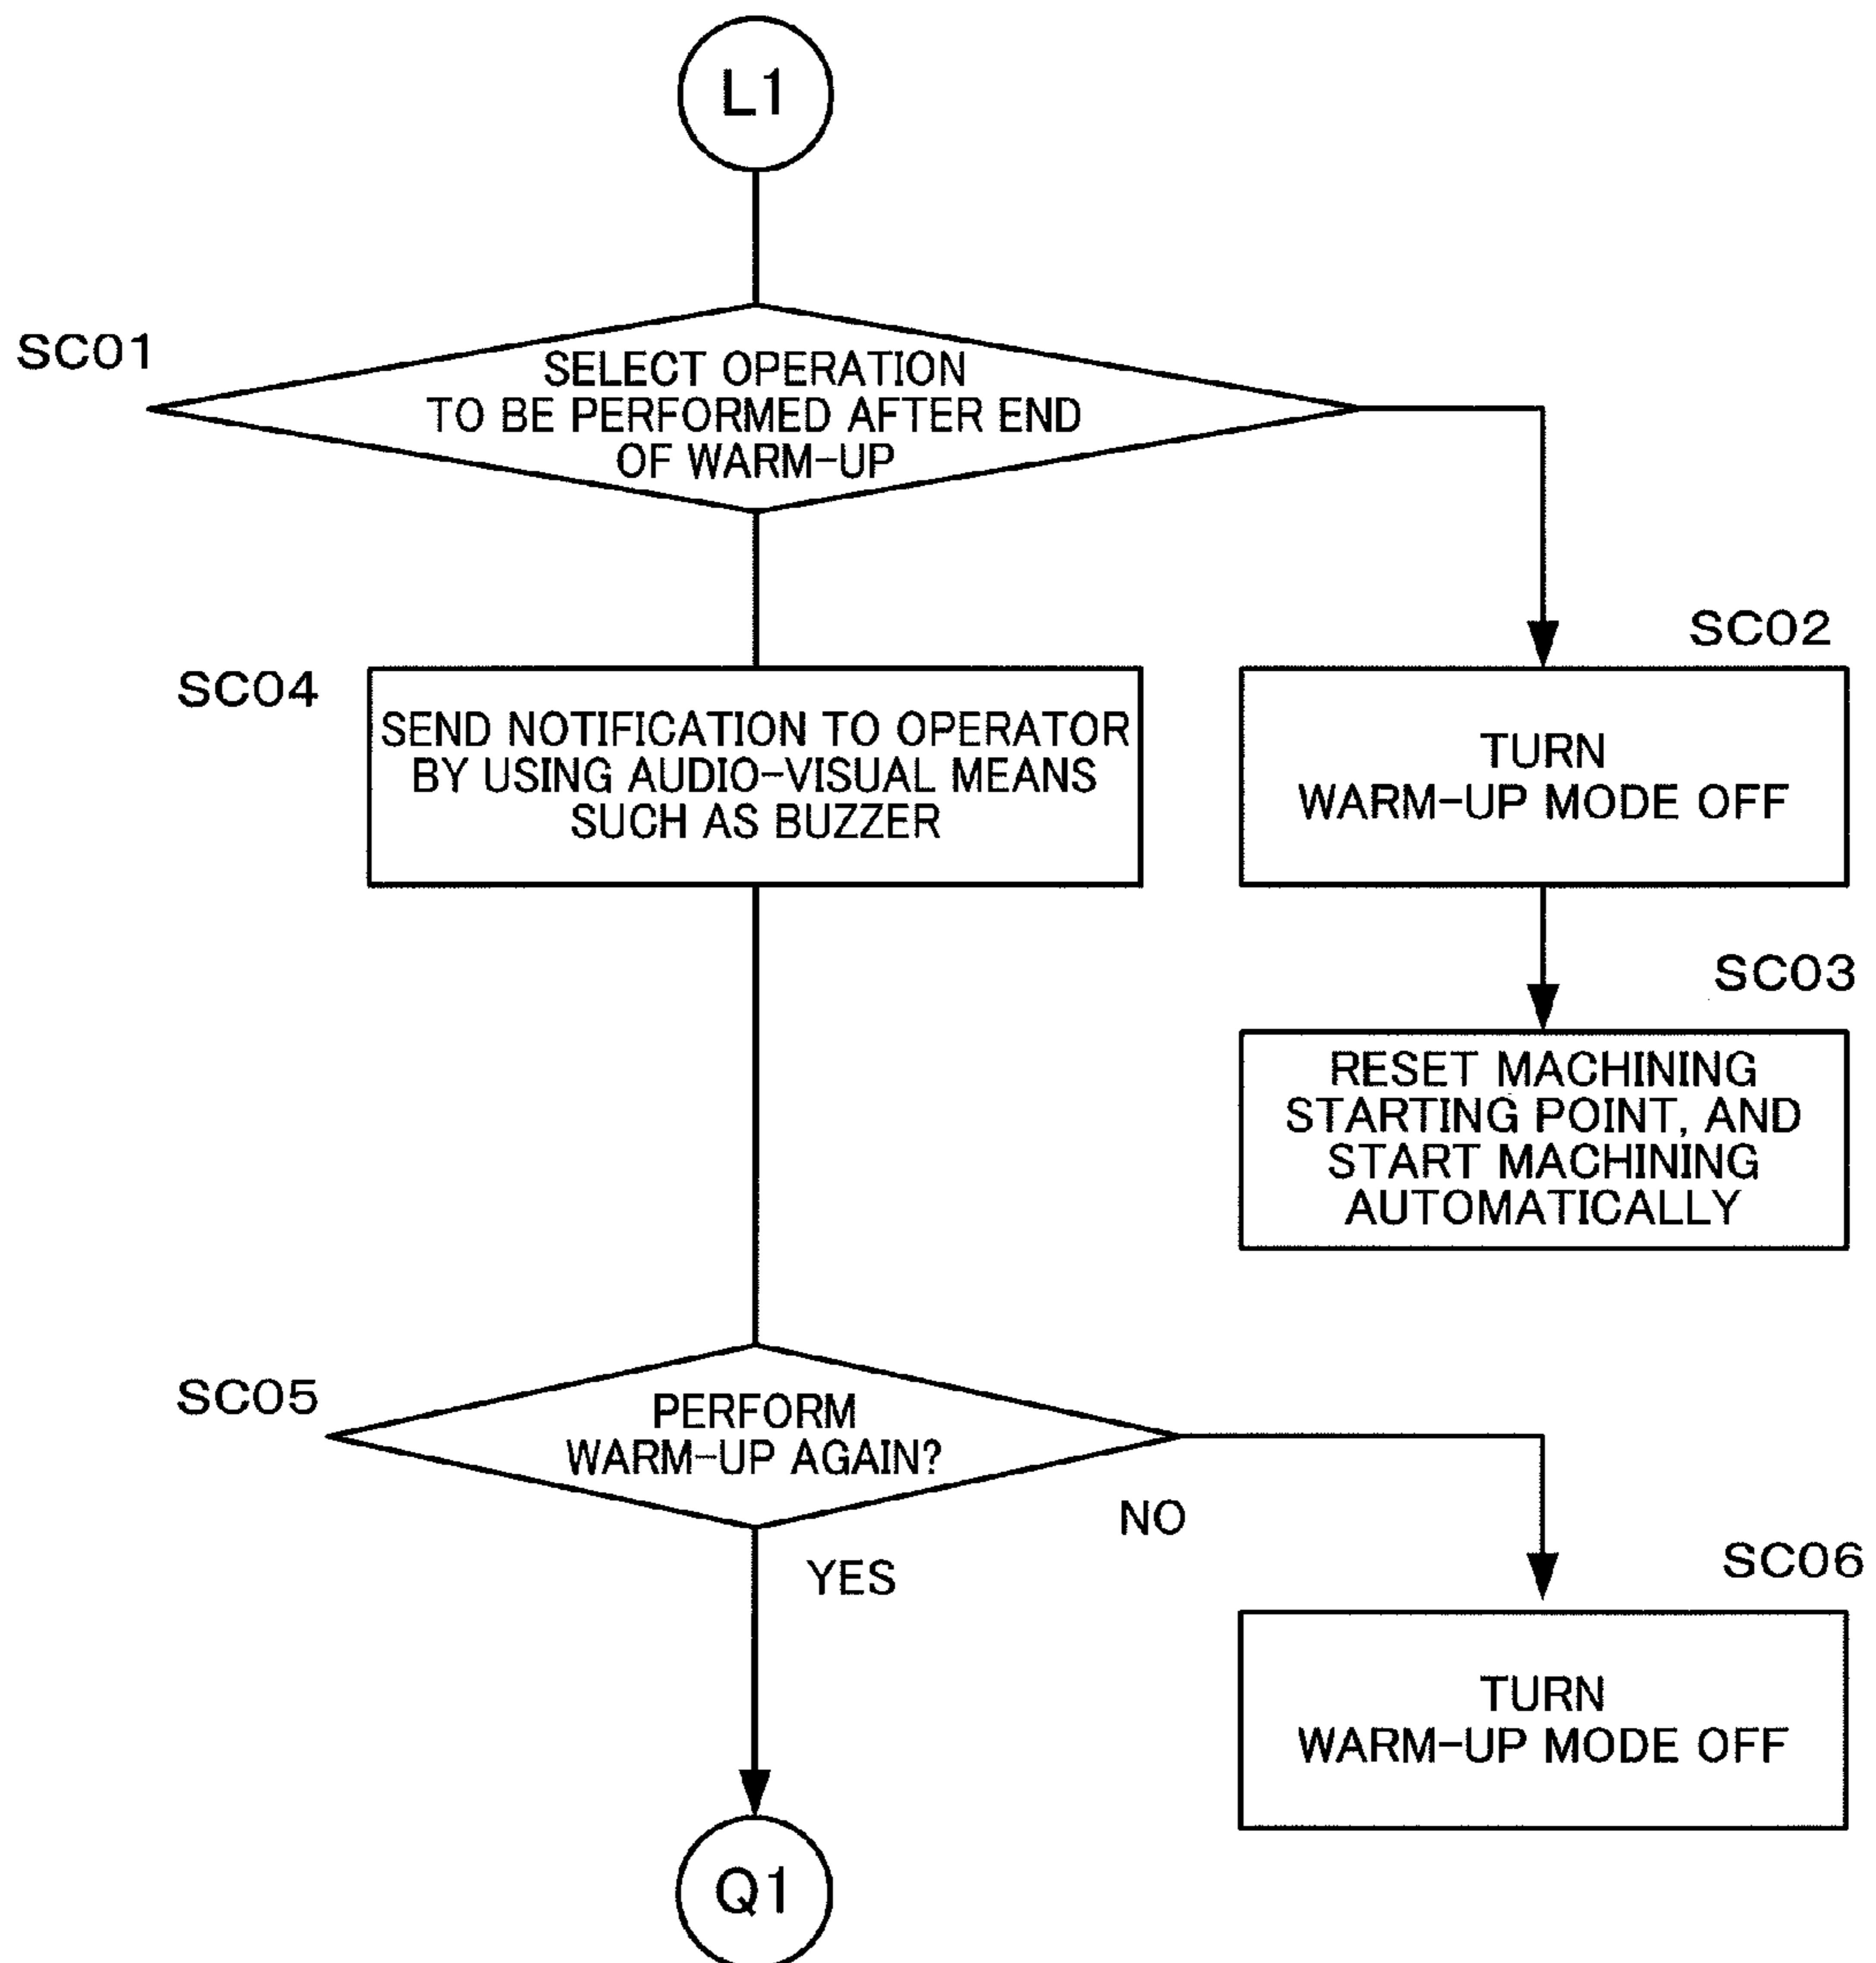 L1
SC01
SELECT OPERATION
TO BE PERFORMED AFTER END
OF WARM-UP
SC02
TURN
WARM-UP MODE OFF
SC04
SEND NOTIFICATION TO OPERATOR
BY USING AUDIO-VISUAL MEANS
SUCH AS BUZZER
SC03
RESET MACHINING
STARTING POINT, AND
START MACHINING
AUTOMATICALLY
SC05
PERFORM
WARM-UP AGAIN?
NO
YES
SC06
TURN
WARM-UP MODE OFF
Q1